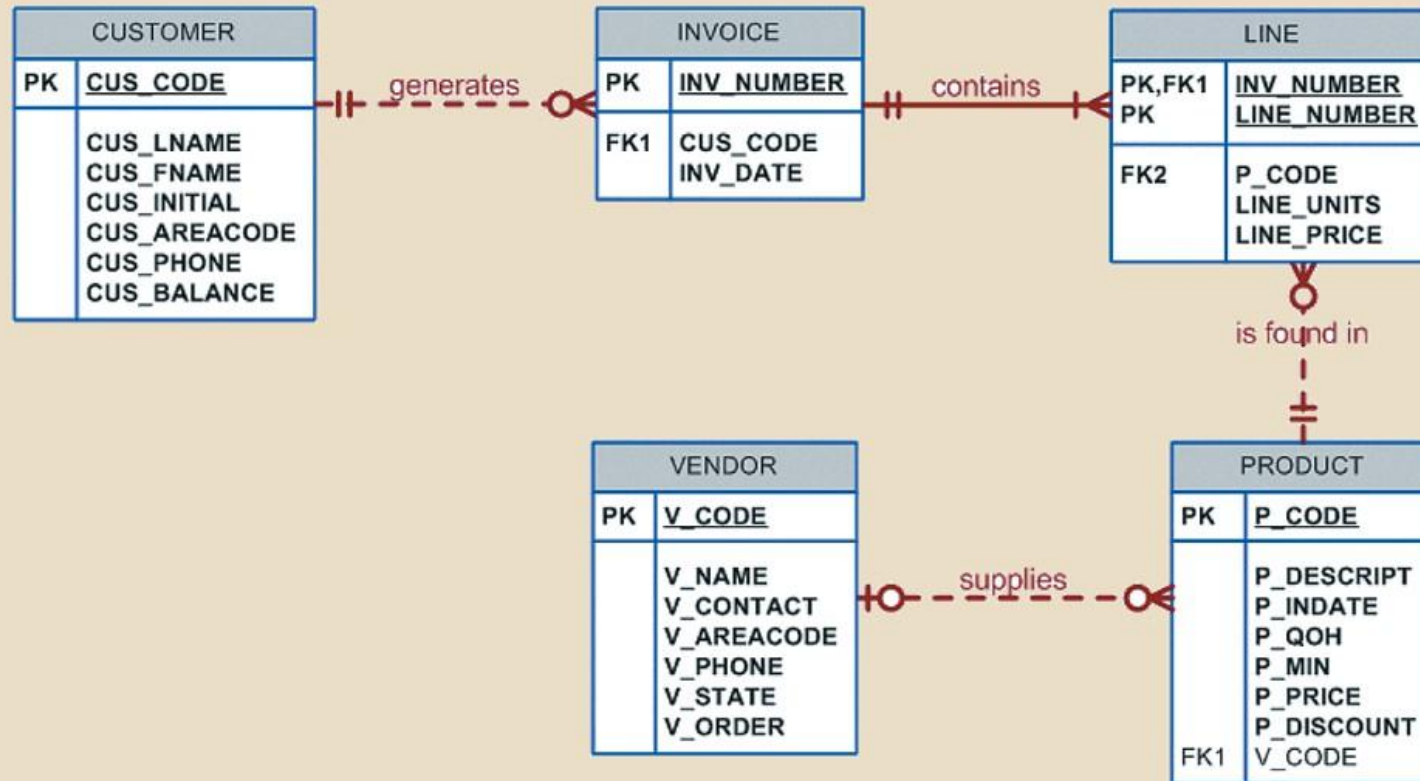 CUSTOMER
PK CUS_CODE
CUS_LNAME
CUS_FNAME
CUS_INITIAL
CUS_AREACODE
CUS_PHONE
CUS_BALANCE
generates
INVOICE
PK INV_NUMBER
FK1 CUS_CODE
INV_DATE
contains
LINE
PK,FK1 INV_NUMBER
PK LINE_NUMBER
FK2 P_CODE
LINE_UNITS
LINE_PRICE
is found in
VENDOR
PK V_CODE
V_NAME
V_CONTACT
V_AREACODE
V_PHONE
V_STATE
V_ORDER
supplies
PRODUCT
PK P_CODE
P_DESCRIPT
P_INDATE
P_QOH
P_MIN
P_PRICE
P_DISCOUNT
FK1 V_CODE